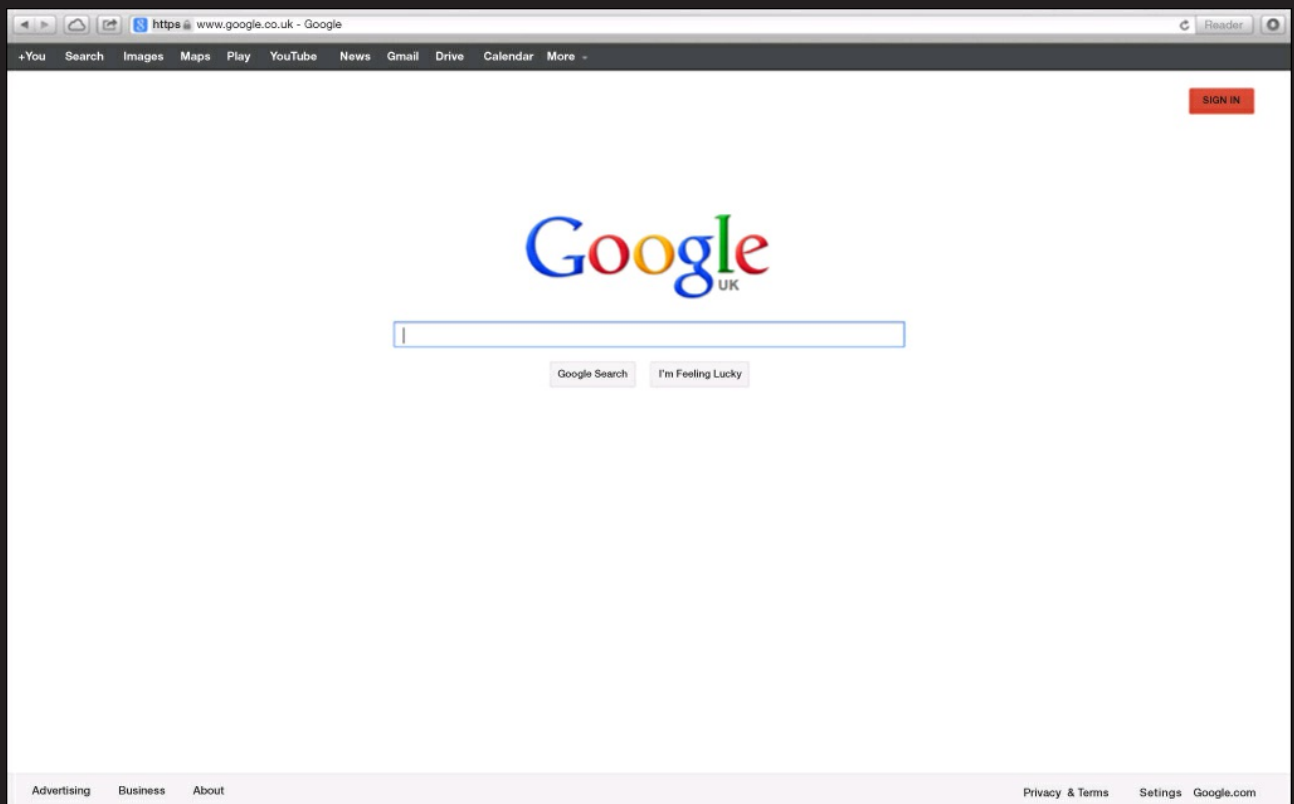 https www.google.co.uk - Google Reader
+You Search Images Maps Play YouTube News Gmail Drive Calendar More
SIGN IN
Google
UK
Google Search I'm Feeling Lucky
Advertising Business About Privacy & Terms Setings Google.com